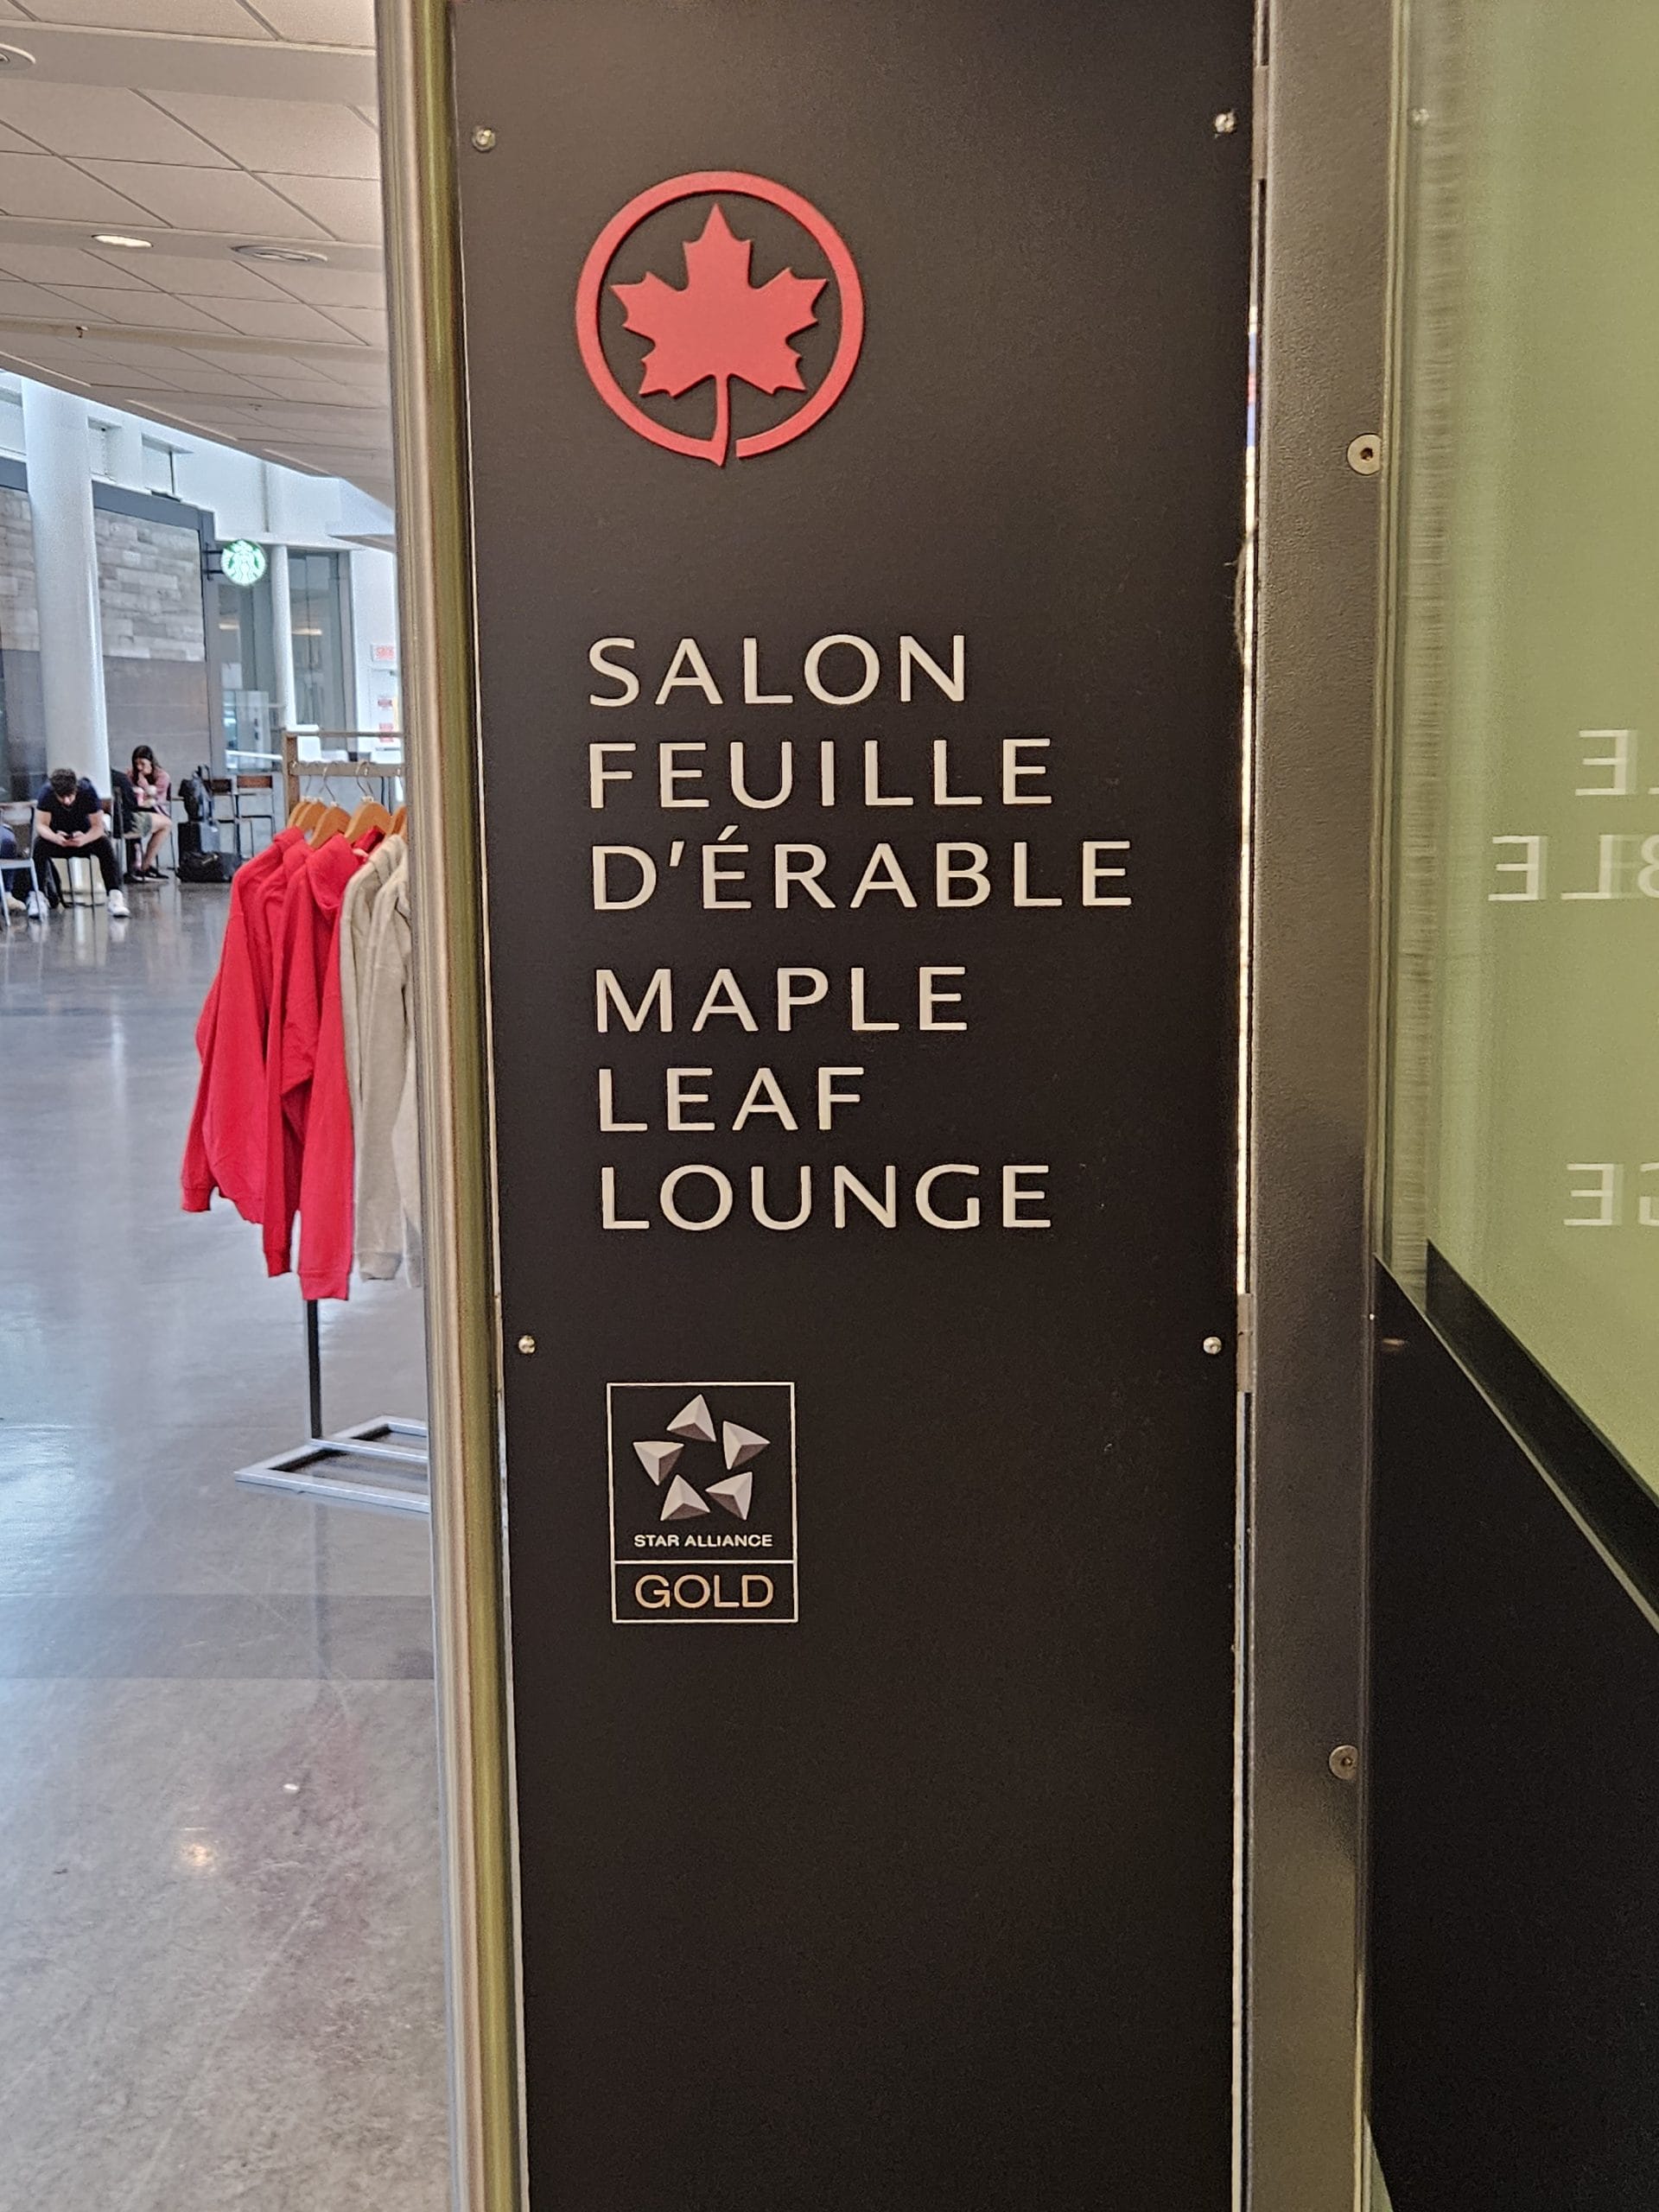 SALON
FEUILLE
D'ÉRABLE
MAPLE
LEAF
LOUNGE
STAR ALLIANCE
GOLD